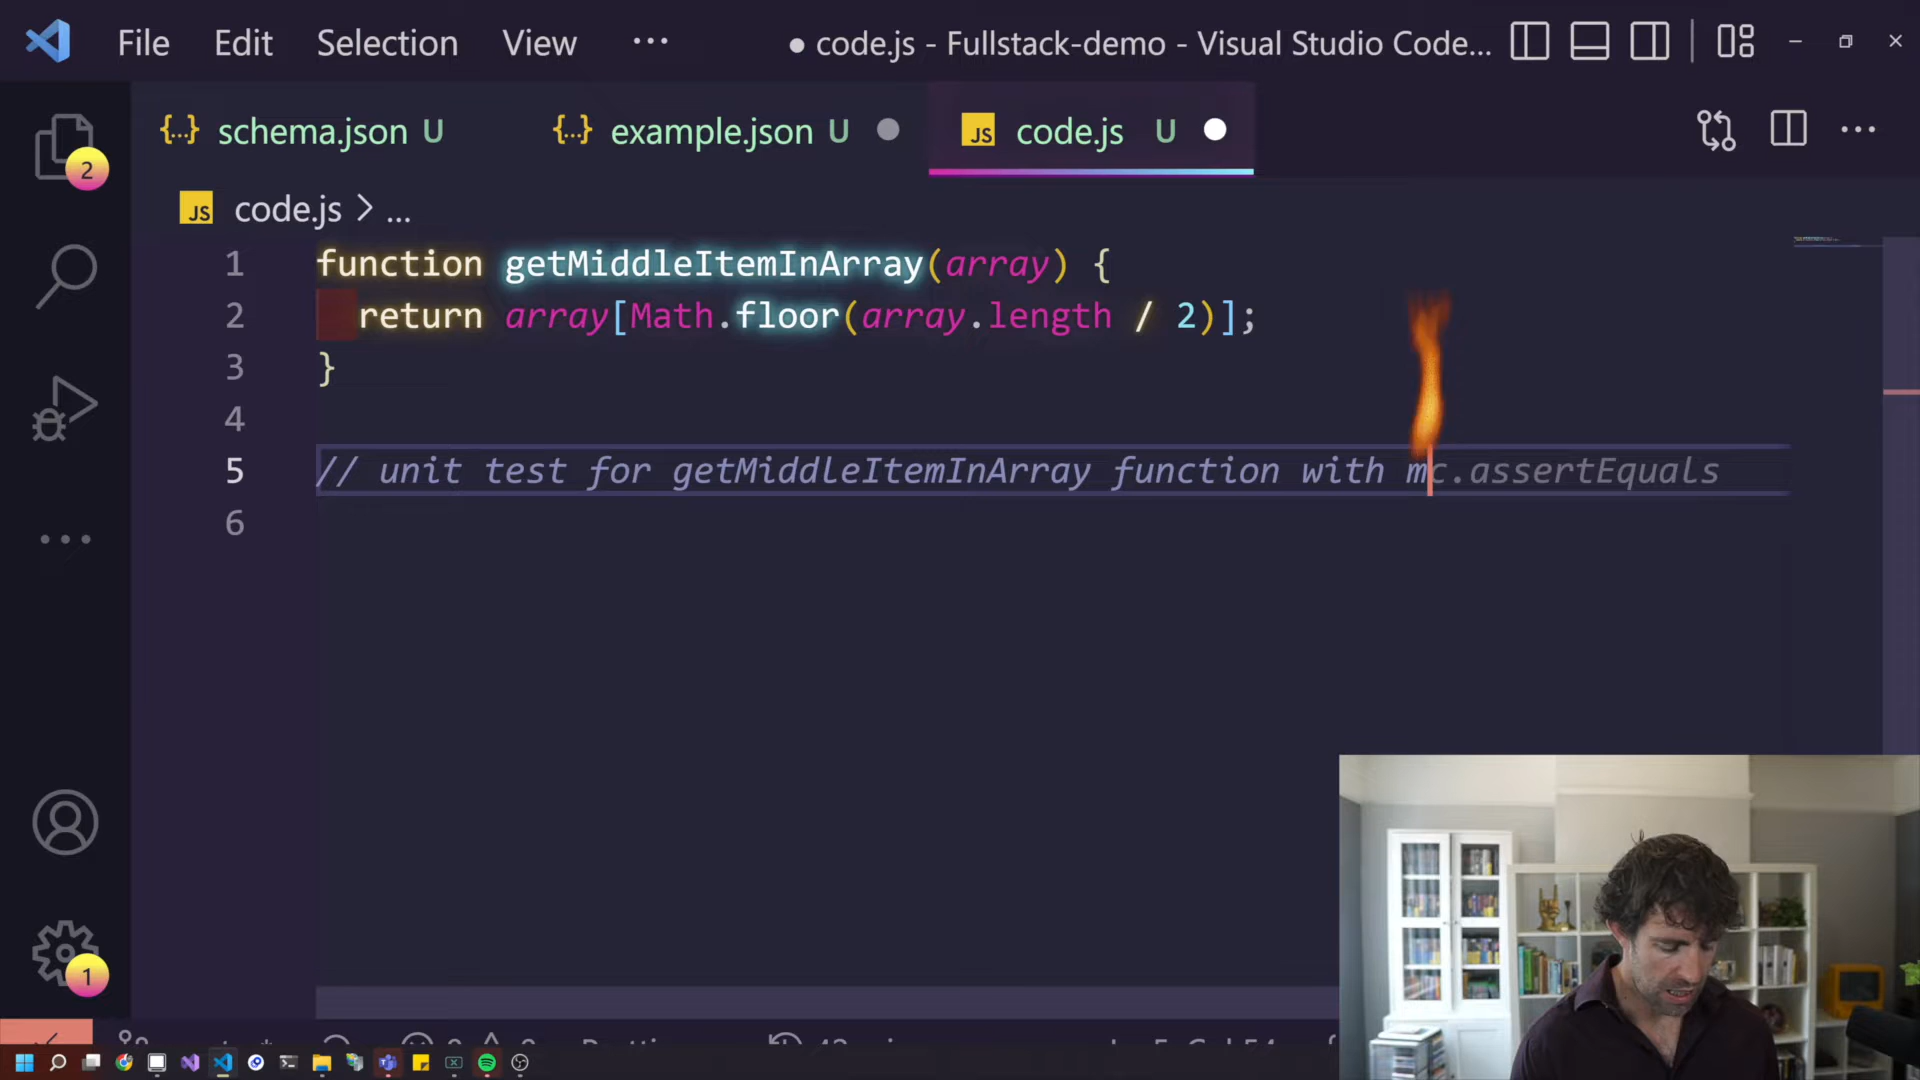 File Edit Selection View ··· ● code.js - Fullstack-demo - Visual Studio Code...
{...} schema.json U {...} example.json U JS code.js U
2
JS code.js > ...
1 function getMiddleItemInArray(array) {
2 return array[Math.floor(array.length / 2)];
3 }
4
5 // unit test for getMiddleItemInArray function with mc.assertEquals
6
1